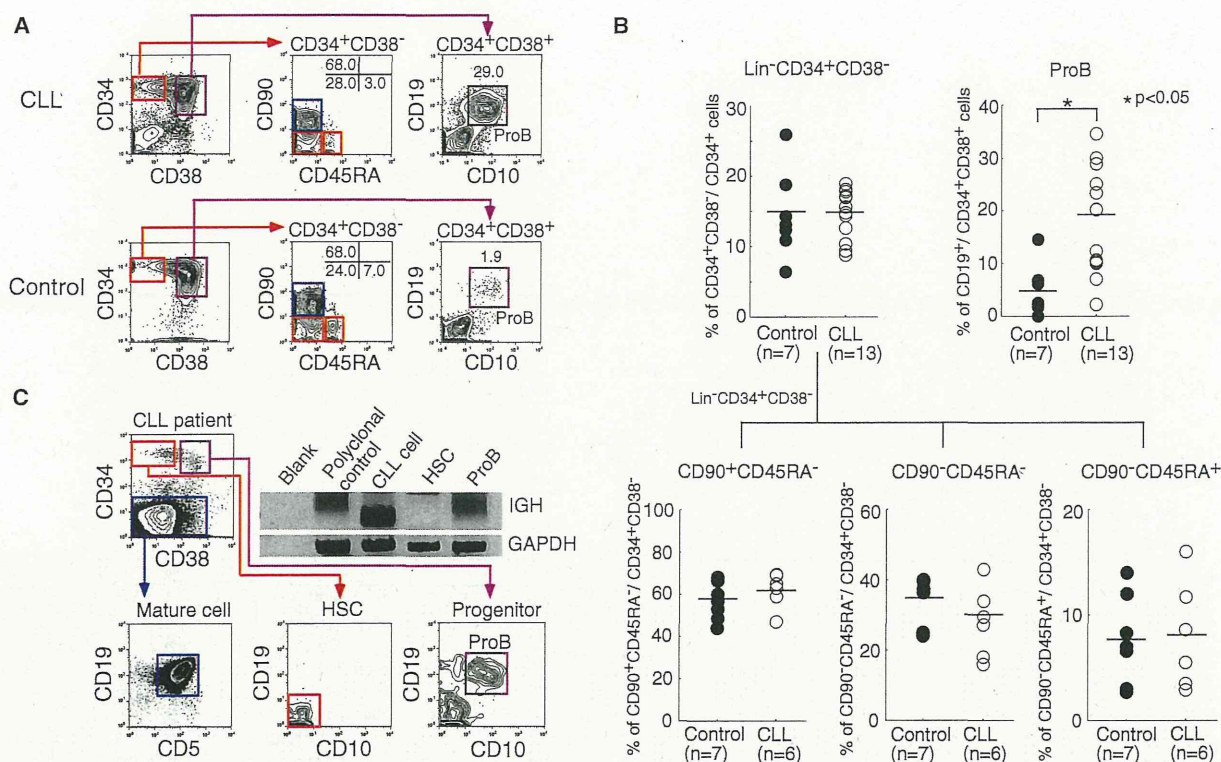 A
CLL
CD34
CD38
CD34+CD38-
68.0
28.0 3.0
CD90
CD45RA
CD34+CD38+
29.0
ProB
CD19
CD10
Control
CD34
CD38
CD34+CD38-
68.0
24.0 7.0
CD90
CD45RA
CD34+CD38+
1.9
ProB
CD19
CD10
B
Lin-CD34+CD38-
% of CD34+CD38-/ CD34+ cells
30
20
10
0
Control
(n=7)
CLL
(n=13)
ProB
* p<0.05
*
% of CD19+/ CD34+CD38+ cells
40
30
20
10
0
Control
(n=7)
CLL
(n=13)
Lin-CD34+CD38-
CD90+CD45RA-
% of CD90+CD45RA-/ CD34+CD38-
100
80
60
40
20
0
Control
(n=7)
CLL
(n=6)
CD90-CD45RA-
% of CD90-CD45RA-/ CD34+CD38-
60
40
20
0
Control
(n=7)
CLL
(n=6)
CD90-CD45RA+
% of CD90-CD45RA+/ CD34+CD38-
20
10
0
Control
(n=7)
CLL
(n=6)
C
CLL patient
CD34
CD38
Blank
Polyclonal
control
CLL cell
HSC
ProB
IGH
GAPDH
Mature cell
CD19
CD5
HSC
CD19
CD10
Progenitor
ProB
CD19
CD10